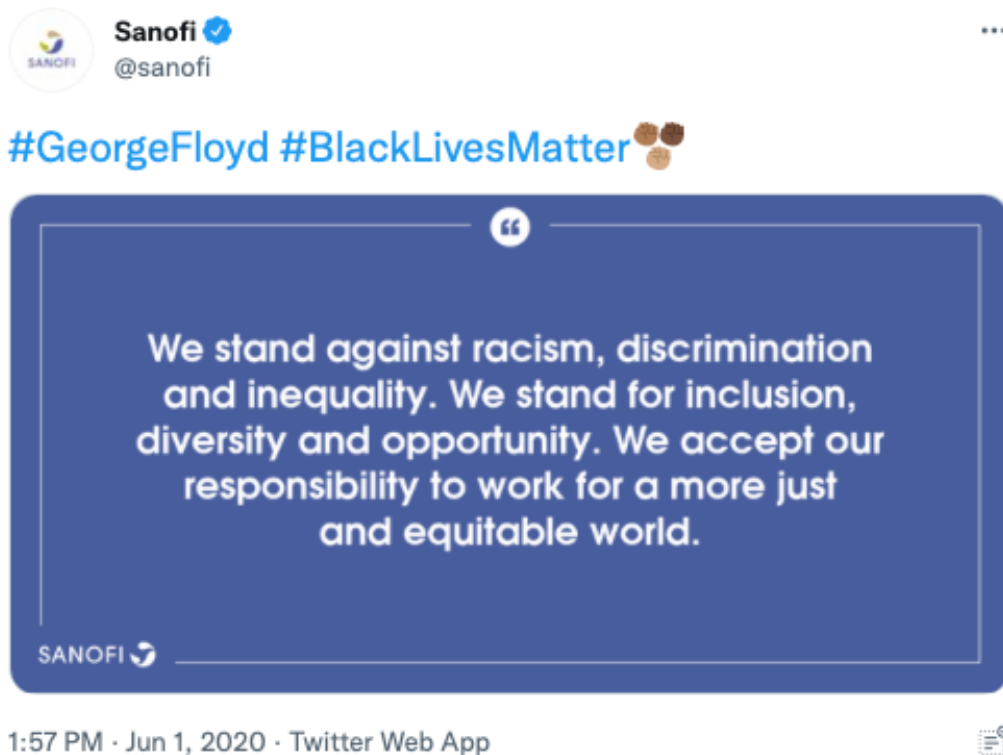 Sanofi
SANOFI
@sanofi
#GeorgeFloyd #BlackLivesMatter
“
We stand against racism, discrimination
and inequality. We stand for inclusion,
diversity and opportunity. We accept our
responsibility to work for a more just
and equitable world.
SANOFI
1:57 PM · Jun 1, 2020 · Twitter Web App